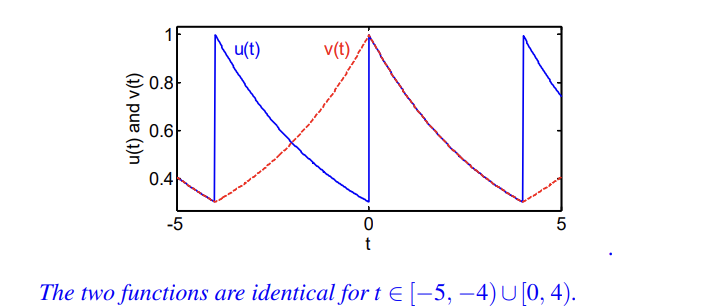 1
u(t)
v(t)
0.8
0.6
0.4
u(t) and v(t)
-5
0
5
t
.
The two functions are identical for t ∈ [−5, −4) ∪ [0, 4).